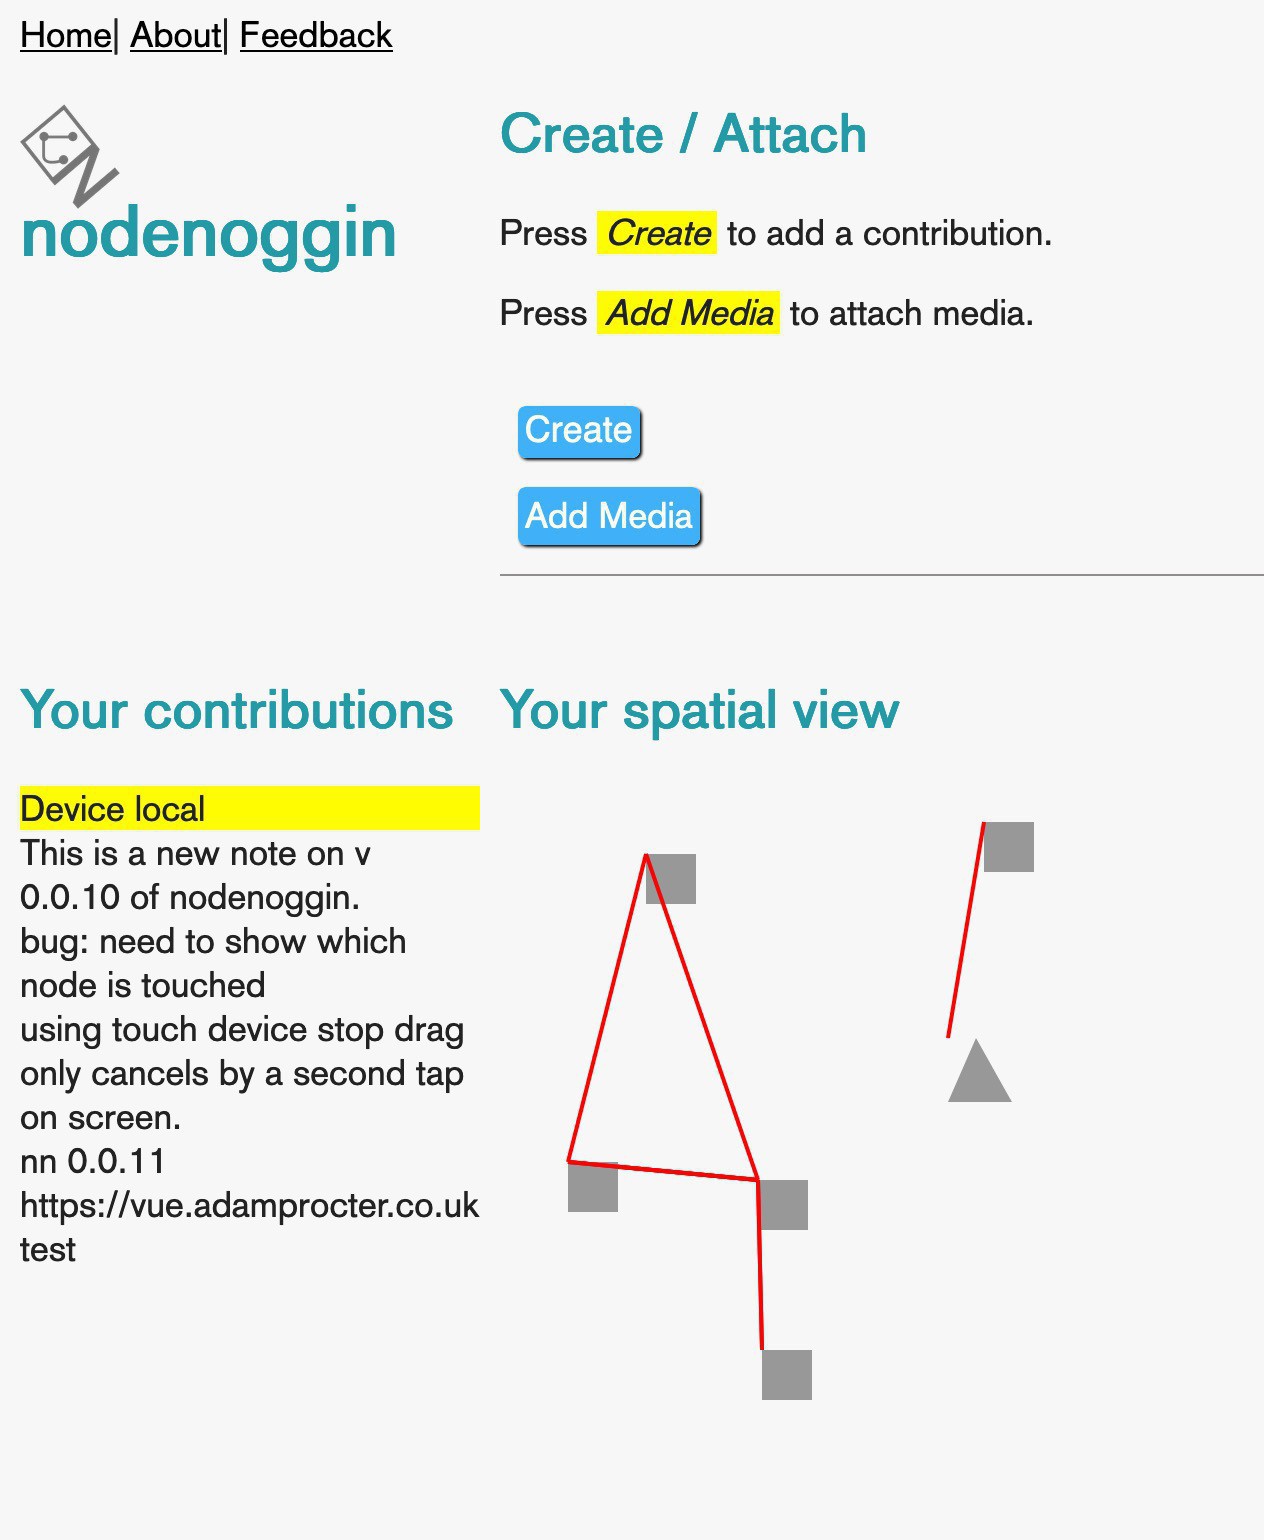 Home| About| Feedback
nodenoggin
Create / Attach
Press Create to add a contribution.
Press Add Media to attach media.
Create
Add Media
Your contributions
Device local
This is a new note on v
0.0.10 of nodenoggin.
bug: need to show which
node is touched
using touch device stop drag
only cancels by a second tap
on screen.
nn 0.0.11
https://vue.adamprocter.co.uk
test
Your spatial view